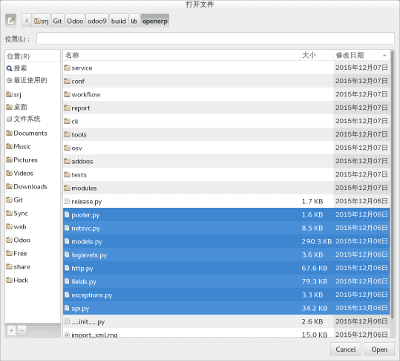 打开文件
srj Git Odoo odoo9 build lib openerp
位置(L):
位置(R)
搜索
最近使用的
srj
桌面
文件系统
Documents
Music
Pictures
Videos
Downloads
Git
Sync
web
Odoo
Free
share
Hack
名称 大小 修改日期
service 2015年12月07日
conf 2015年12月07日
workflow 2015年12月07日
report 2015年12月07日
cli 2015年12月07日
tools 2015年12月07日
osv 2015年12月07日
addons 2015年12月07日
tests 2015年12月07日
modules 2015年12月07日
release.py 1.7 KB 2015年12月06日
pooler.py 1.6 KB 2015年12月06日
netsvc.py 8.5 KB 2015年12月06日
models.py 290.3 KB 2015年12月06日
loglevels.py 3.6 KB 2015年12月06日
http.py 67.6 KB 2015年12月06日
fields.py 79.3 KB 2015年12月06日
exceptions.py 3.3 KB 2015年12月06日
api.py 34.2 KB 2015年12月06日
__init__.py 2.6 KB 2015年12月06日
import_xml.rng 15.0 KB 2015年12月06日
Cancel Open